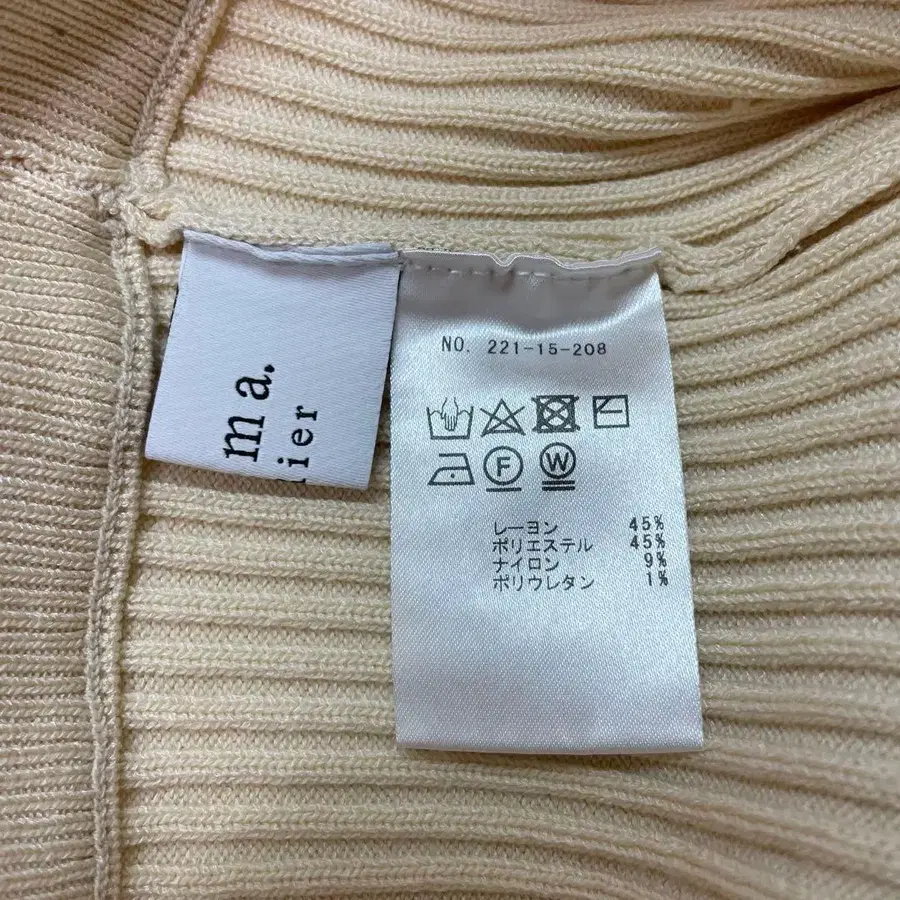 ma.
ier
NO. 221-15-208
F W
レーヨン 45%
ポリエステル 45%
ナイロン 9%
ポリウレタン 1%